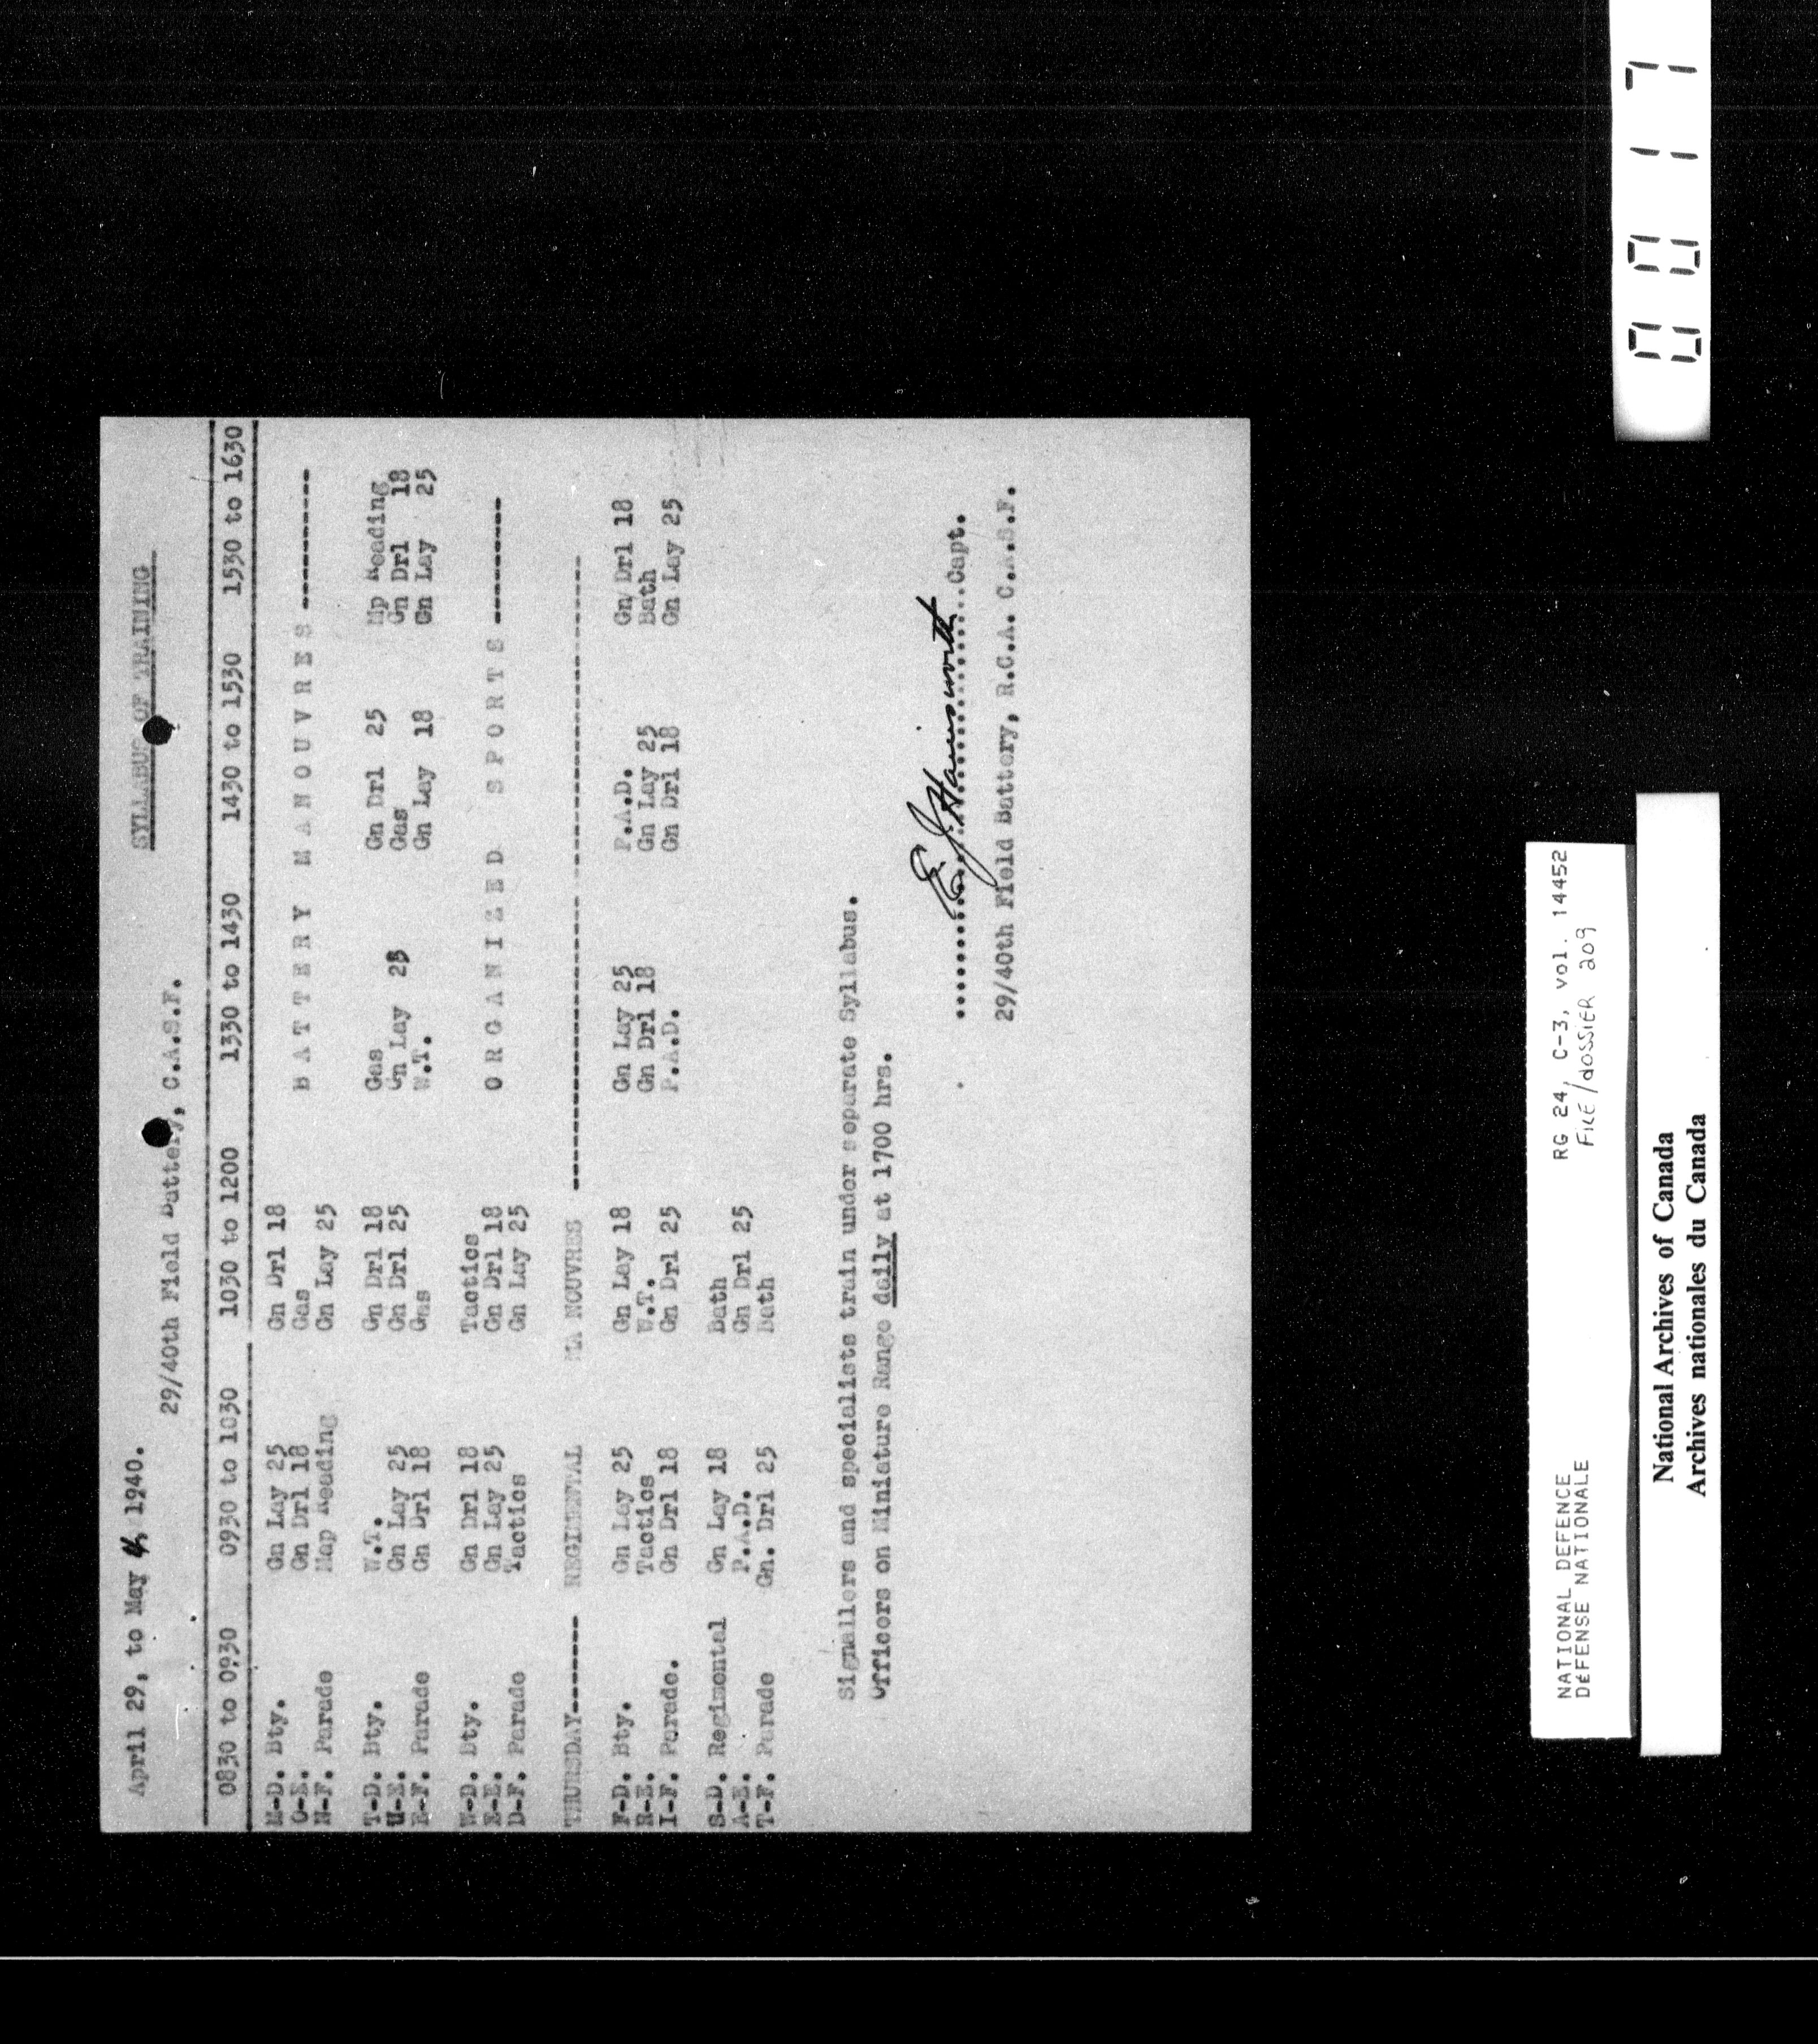 April 29, to May 4, 1940. SYLLABUS OF TRAINING
29/40th Field Battery, C.A.S.F.
0830 to 0930 0930 to 1030 1030 to 1200 1330 to 1430 1430 to 1530 1530 to 1630
M-D. Bty. Gn Lay 25 Gn Drl 18
O-E. Gn Drl 18 Gas B A T T E R Y M A N O U V R E S ----------
N-F. Parade Map Reading Gn Lay 25
T-D. Bty. W.T. Gn Drl 18 Gas Gn Drl 25 Mp Reading
U-E. Gn Lay 25 Gn Drl 25 Gn Lay 25 Gas Gn Drl 18
E-F. Parade Gn Drl 18 Gas W.T. Gn Lay 18 Gn Lay 25
W-D. Bty. Gn Drl 18 Tactics
E-E. Gn Lay 25 Gn Drl 18 O R G A N I Z E D S P O R T S ---------
D-F. Parade Tactics Gn Lay 25
THURSDAY------ REGIMENTAL MA NOUVRES ----------------------------------------
F-D. Bty. Gn Lay 25 Gn Lay 18 Gn Lay 25 P.A.D. Gn Drl 18
R-E. Tactics W.T. Gn Drl 18 Gn Lay 25 Bath
I-F. Parade. Gn Drl 18 Gn Drl 25 P.A.D. Gn Drl 18 Gn Lay 25
S-D. Regimental Gn Lay 18 Bath
A-E. P.A.D. Gn Drl 25
T-F. Parade Gn. Drl 25 Bath
Signallers and specialists train under separate Syllabus.
Officers on Miniature Range daily at 1700 hrs.
E J Hainsworth Capt.
29/40th Field Battery, R.C.A. C.A.S.F.
NATIONAL DEFENCE RG 24, C-3, vol. 14452
DÉFENSE NATIONALE FILE/dossier 209
National Archives of Canada
Archives nationales du Canada
0017